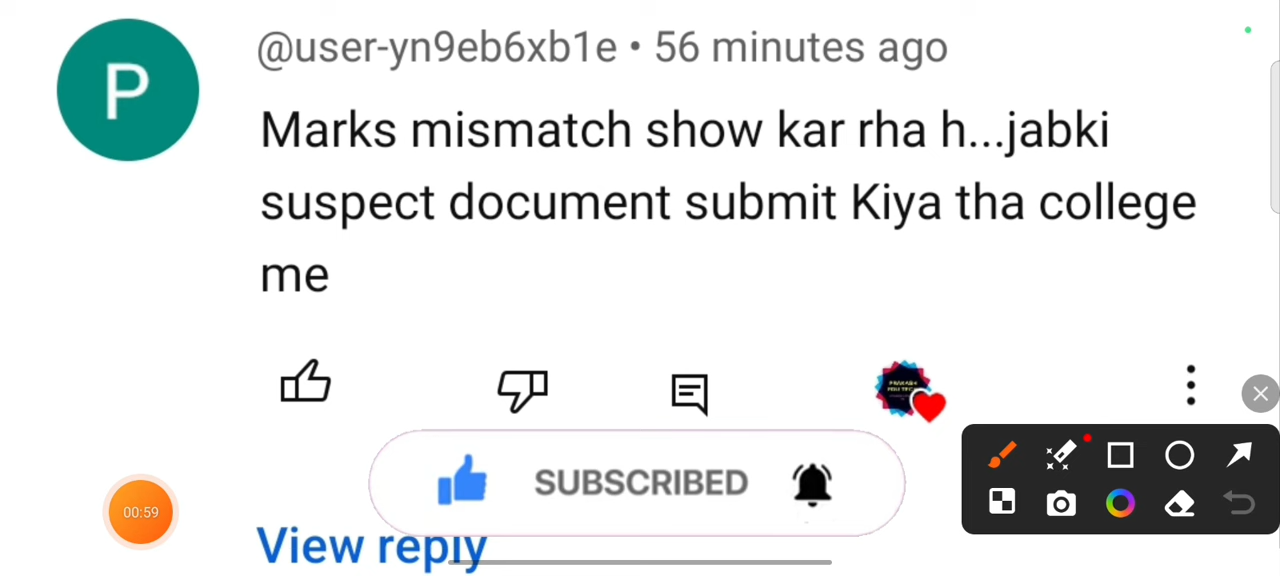 P
@user-yn9eb6xb1e • 56 minutes ago
Marks mismatch show kar rha h...jabki
suspect document submit Kiya tha college
me
SUBSCRIBED
00:59
View reply